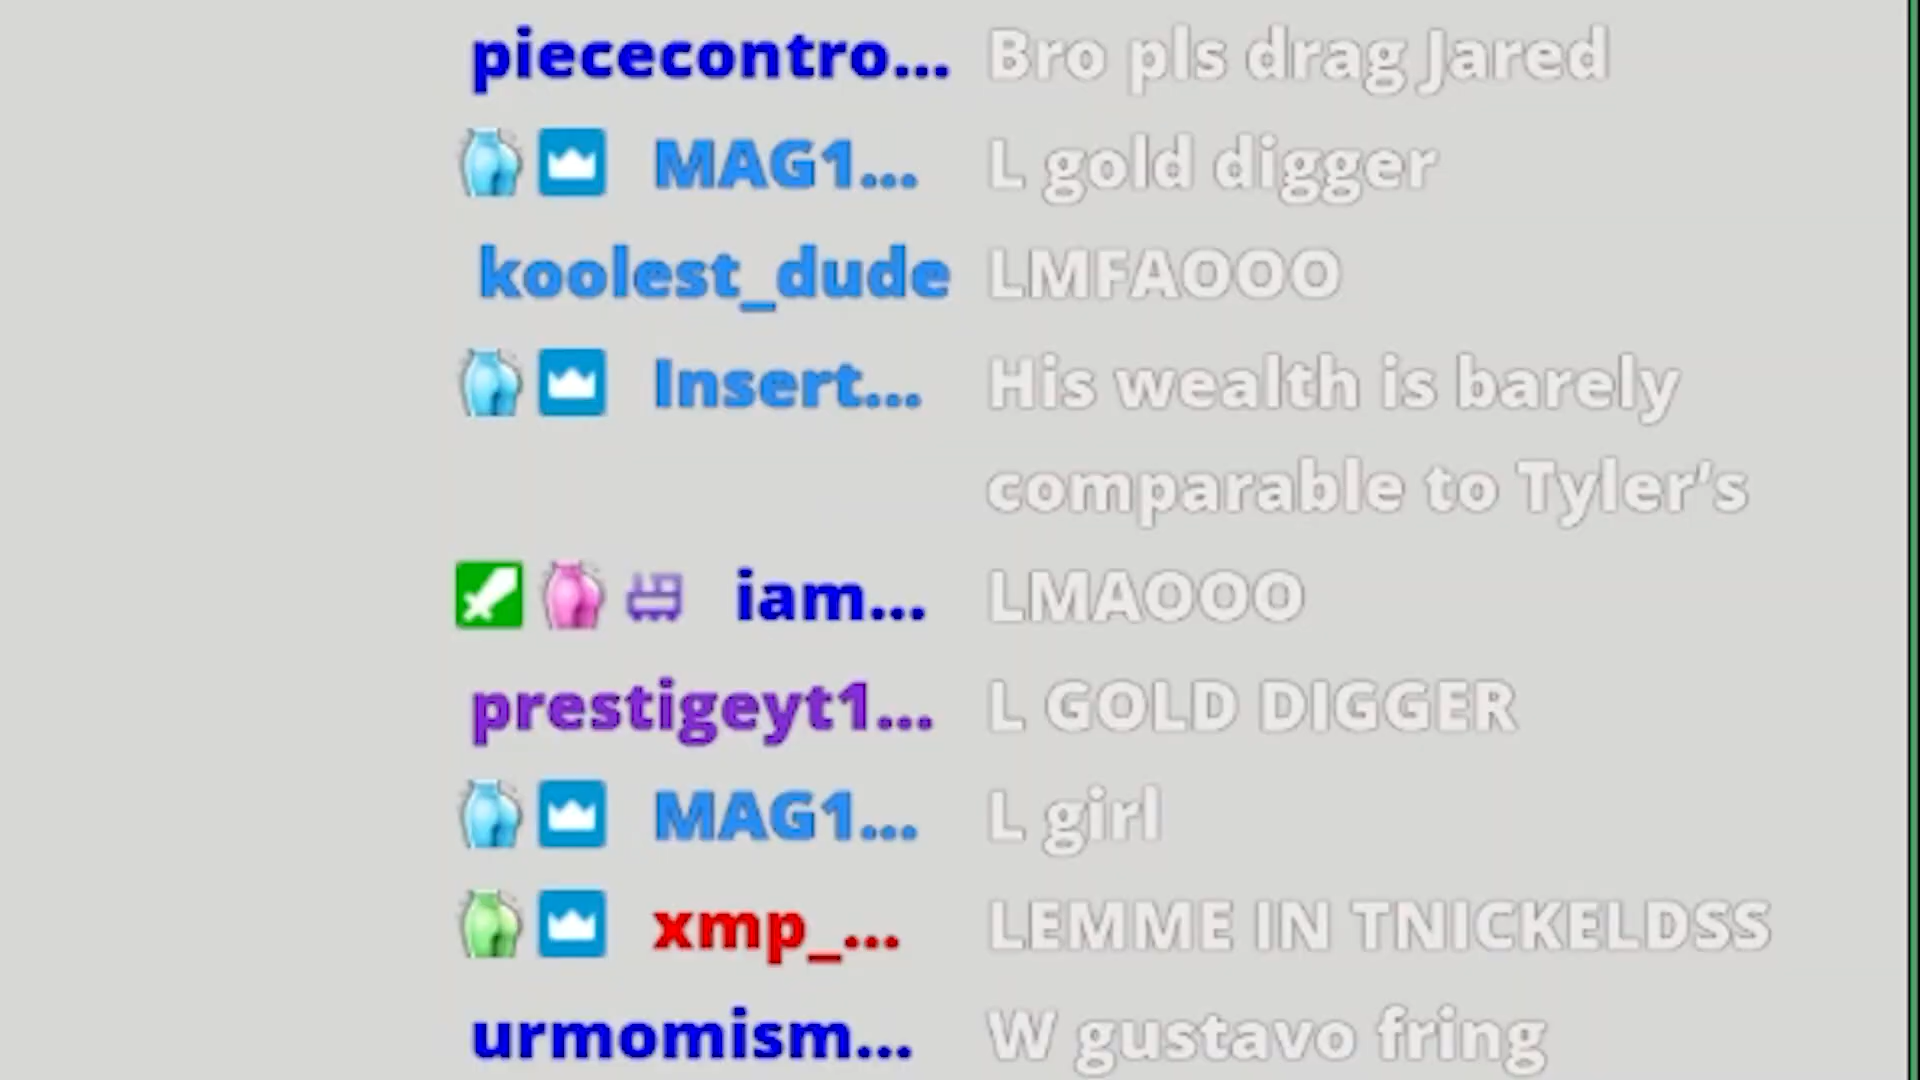 piececontro... Bro pls drag Jared
MAG1... L gold digger
koolest_dude LMFAOOO
Insert... His wealth is barely
comparable to Tyler's
iam... LMAOOO
prestigeyt1... L GOLD DIGGER
MAG1... L girl
xmp_... LEMME IN TNICKELDSS
urmomism... W gustavo fring